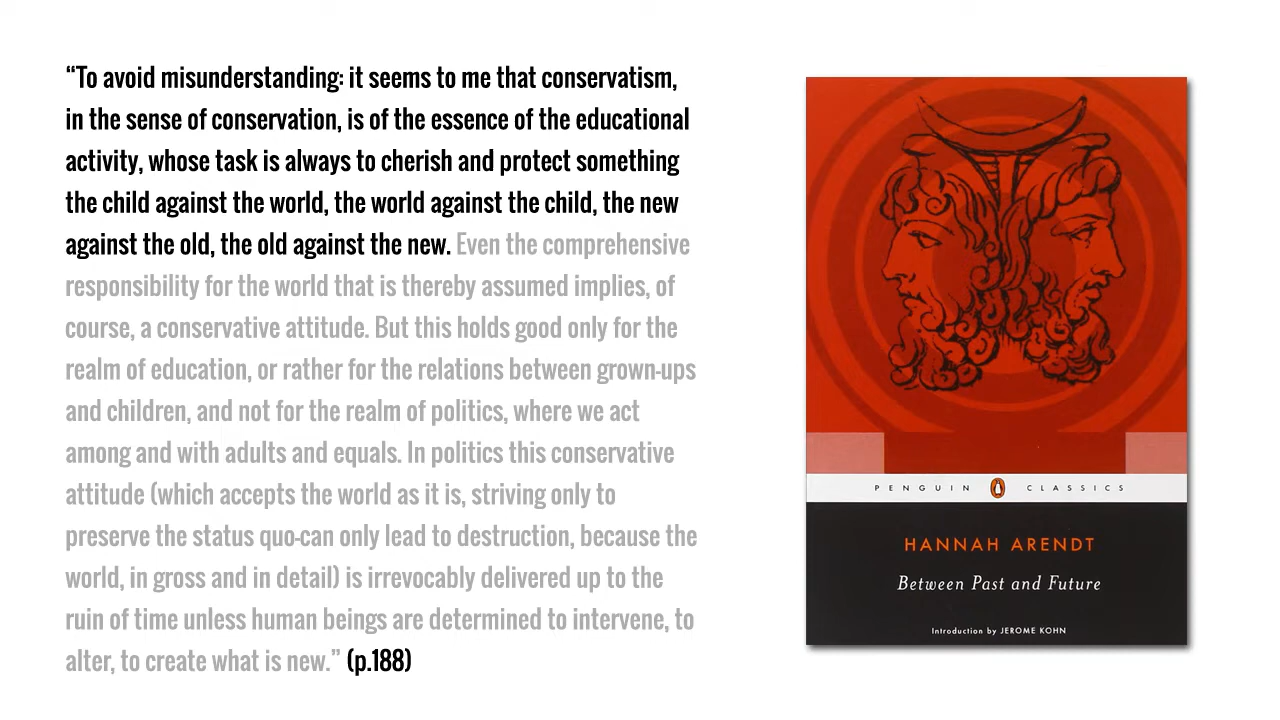 “To avoid misunderstanding: it seems to me that conservatism,
in the sense of conservation, is of the essence of the educational
activity, whose task is always to cherish and protect something
the child against the world, the world against the child, the new
against the old, the old against the new. Even the comprehensive
responsibility for the world that is thereby assumed implies, of
course, a conservative attitude. But this holds good only for the
realm of education, or rather for the relations between grown-ups
and children, and not for the realm of politics, where we act
among and with adults and equals. In politics this conservative
attitude (which accepts the world as it is, striving only to
preserve the status quo-can only lead to destruction, because the
world, in gross and in detail) is irrevocably delivered up to the
ruin of time unless human beings are determined to intervene, to
alter, to create what is new.” (p.188)
PENGUIN CLASSICS
HANNAH ARENDT
Between Past and Future
Introduction by JEROME KOHN